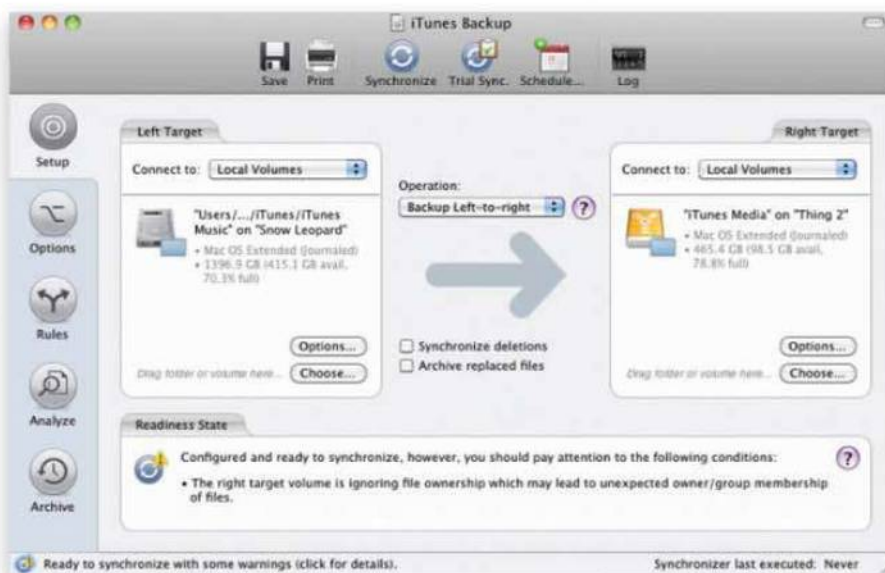 iTunes Backup
Save
Print
Synchronize
Trial Sync.
Schedule...
Log
Setup
Options
Rules
Analyze
Archive
Left Target
Connect to: Local Volumes
"Users/.../iTunes/iTunes
Music" on "Snow Leopard"
• Mac OS Extended (Journaled)
• 1396.9 GB (415.1 GB avail,
70.3% full)
Options...
Drag folder or volume here... Choose...
Operation:
Backup Left-to-right ?
Synchronize deletions
Archive replaced files
Right Target
Connect to: Local Volumes
"iTunes Media" on "Thing 2"
• Mac OS Extended (Journaled)
• 465.4 GB (98.5 GB avail,
78.8% full)
Options...
Drag folder or volume here... Choose...
Readiness State
Configured and ready to synchronize, however, you should pay attention to the following conditions: ?
• The right target volume is ignoring file ownership which may lead to unexpected owner/group membership
of files.
Ready to synchronize with some warnings (click for details).
Synchronizer last executed: Never